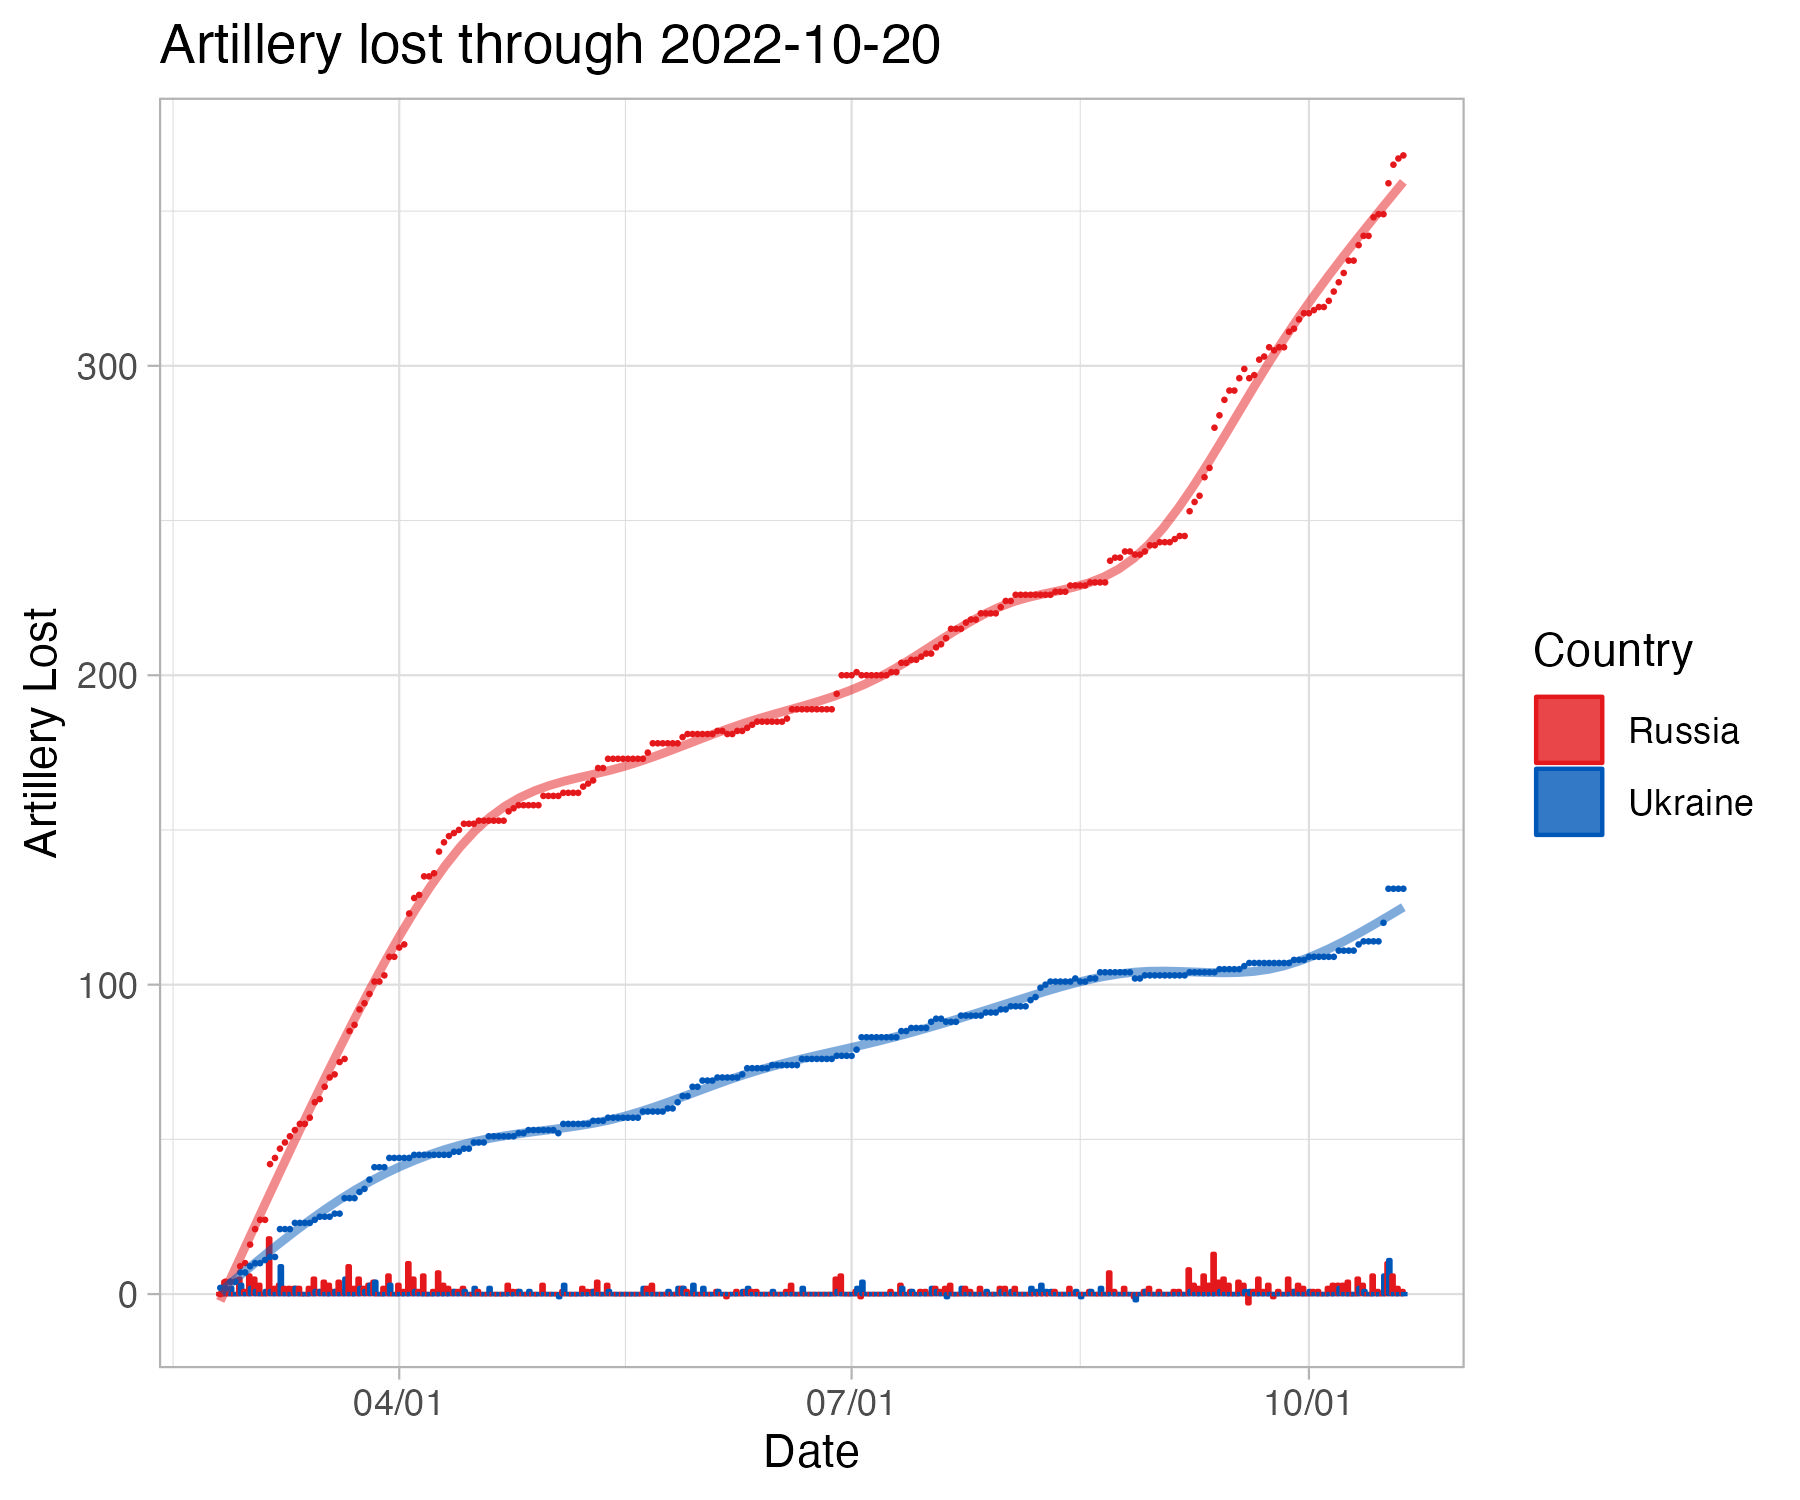 Artillery lost through 2022-10-20
Artillery Lost
300
200
100
0
04/01
07/01
10/01
Date
Country
Russia
Ukraine